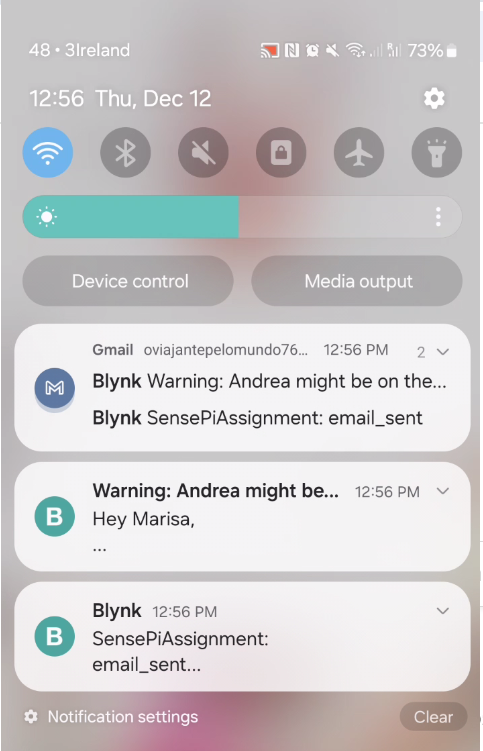 48 • 3Ireland 73%
12:56 Thu, Dec 12
Device control Media output
Gmail oviajantepelomundo76... 12:56 PM 2
Blynk Warning: Andrea might be on the...
Blynk SensePiAssignment: email_sent
B Warning: Andrea might be... 12:56 PM
Hey Marisa,
...
B Blynk 12:56 PM
SensePiAssignment:
email_sent...
Notification settings Clear